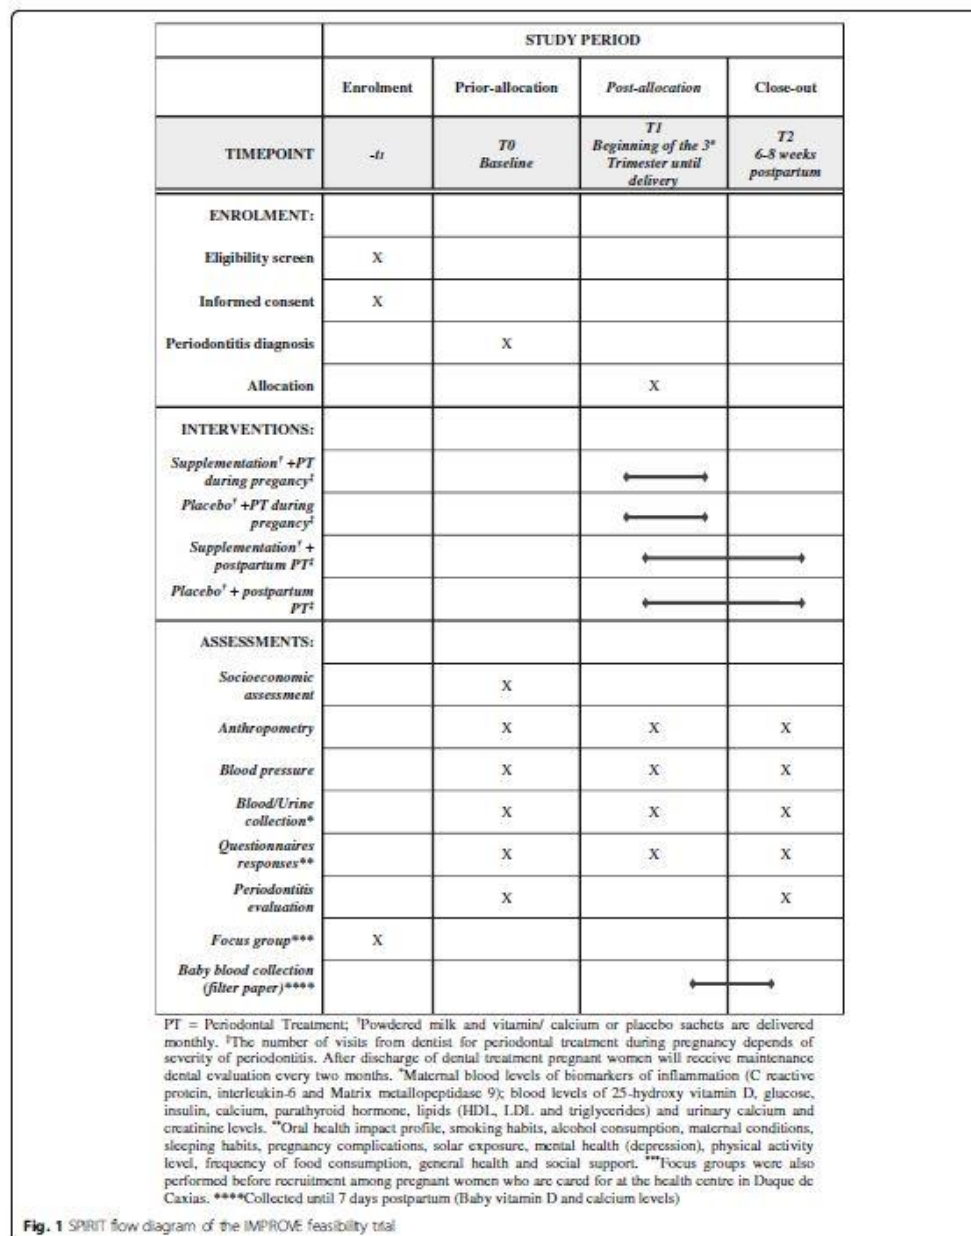 STUDY PERIOD
Enrolment Prior-allocation Post-allocation Close-out
TIMEPOINT -t1 T0 Baseline T1 Beginning of the 3ª Trimester until delivery T2 6-8 weeks postpartum
ENROLMENT:
Eligibility screen X
Informed consent X
Periodontitis diagnosis X
Allocation X
INTERVENTIONS:
Supplementation† +PT
during pregancy‡
Placebo† +PT during
pregancy‡
Supplementation† +
postpartum PT‡
Placebo† + postpartum
PT‡
ASSESSMENTS:
Socioeconomic
assessment X
Anthropometry X X X
Blood pressure X X X
Blood/Urine
collection* X X X
Questionnaires
responses** X X X
Periodontitis
evaluation X X
Focus group*** X
Baby blood collection
(filter paper)****
PT = Periodontal Treatment; †Powdered milk and vitamin/ calcium or placebo sachets are delivered
monthly. ‡The number of visits from dentist for periodontal treatment during pregnancy depends of
severity of periodontitis. After discharge of dental treatment pregnant women will receive maintenance
dental evaluation every two months. *Maternal blood levels of biomarkers of inflammation (C reactive
protein, interleukin-6 and Matrix metallopeptidase 9); blood levels of 25-hydroxy vitamin D, glucose,
insulin, calcium, parathyroid hormone, lipids (HDL, LDL and triglycerides) and urinary calcium and
creatinine levels. **Oral health impact profile, smoking habits, alcohol consumption, maternal conditions,
sleeping habits, pregnancy complications, solar exposure, mental health (depression), physical activity
level, frequency of food consumption, general health and social support. ***Focus groups were also
performed before recruitment among pregnant women who are cared for at the health centre in Duque de
Caxias. ****Collected until 7 days postpartum (Baby vitamin D and calcium levels)
Fig. 1 SPIRIT flow diagram of the IMPROVE feasibility trial